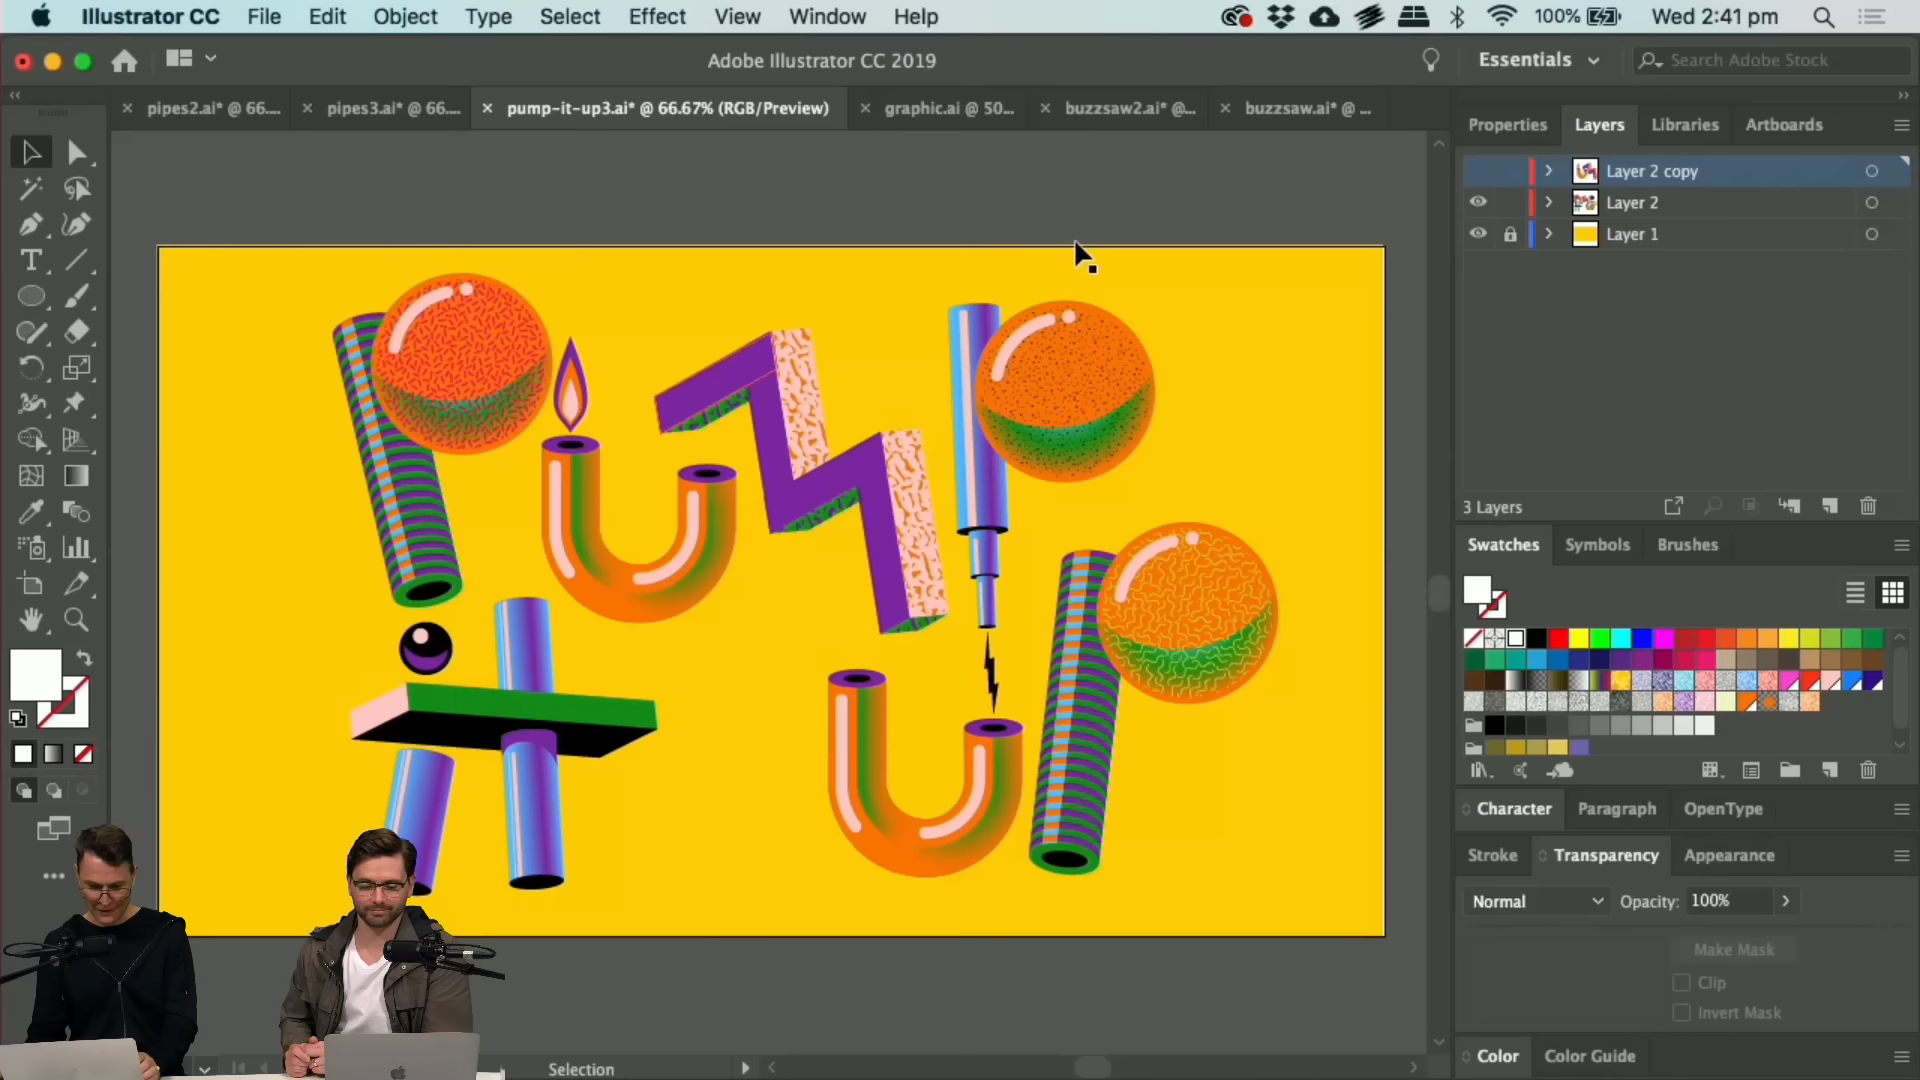 Illustrator CC File Edit Object Type Select Effect View Window Help 100% Wed 2:41 pm
Adobe Illustrator CC 2019 Essentials Search Adobe Stock
pipes2.ai* @ 66.... pipes3.ai* @ 66.... pump-it-up3.ai* @ 66.67% (RGB/Preview) graphic.ai @ 50... buzzsaw2.ai* @... buzzsaw.ai* @ ...
Properties Layers Libraries Artboards
Layer 2 copy
Layer 2
Layer 1
3 Layers
Swatches Symbols Brushes
Character Paragraph OpenType
Stroke Transparency Appearance
Normal Opacity: 100%
Make Mask
Clip
Invert Mask
Color Color Guide
Selection
PUMP
it UP